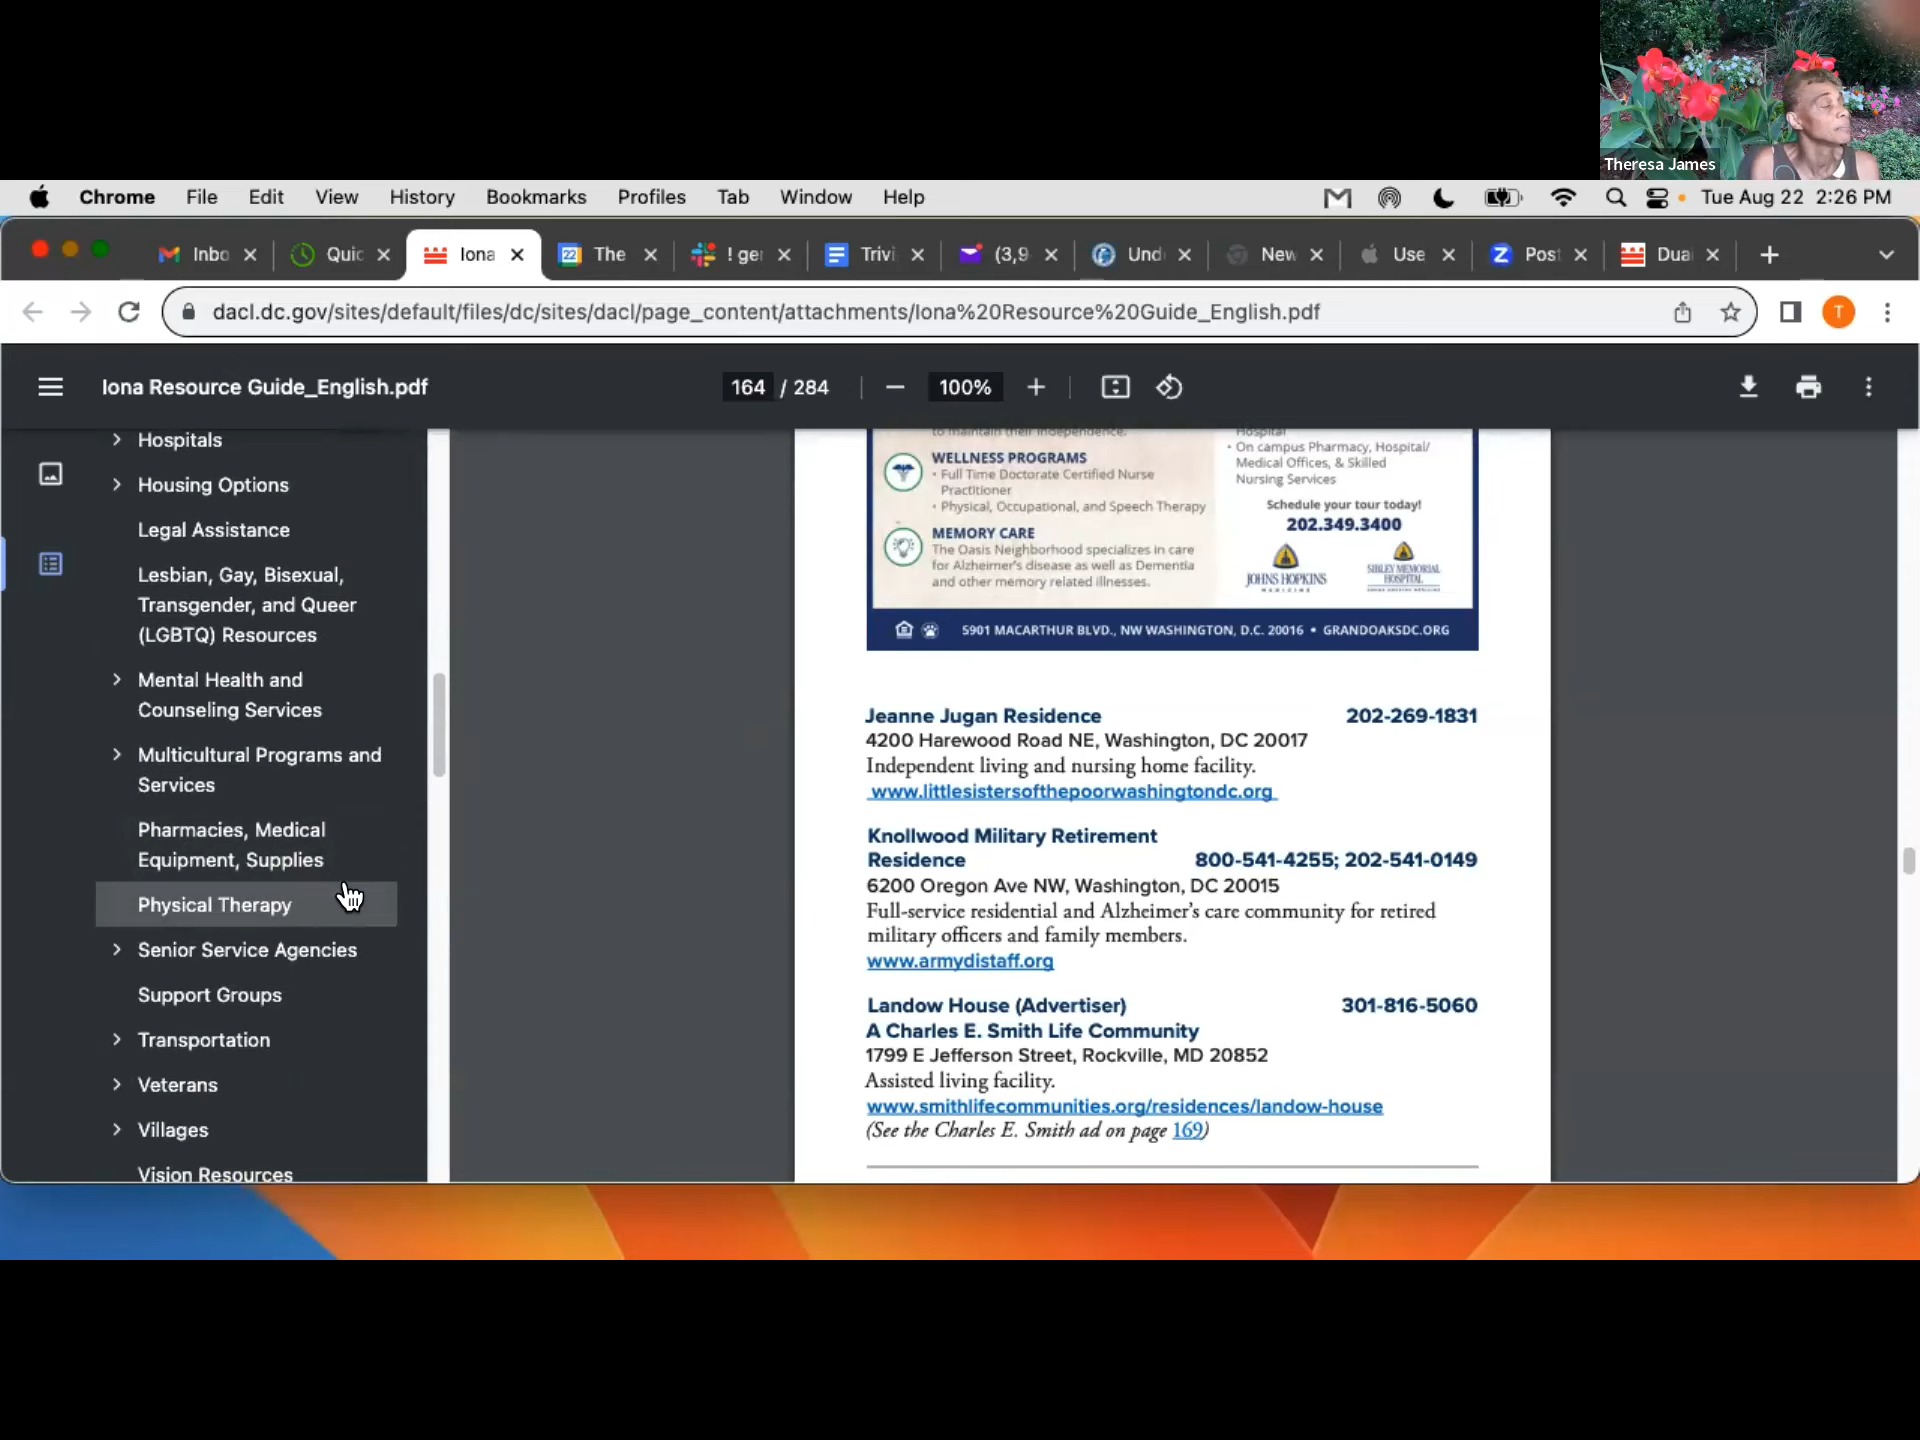 Theresa James
Chrome File Edit View History Bookmarks Profiles Tab Window Help Tue Aug 22 2:26 PM
Inbo Quic Iona 22 The ! ger Trivi (3,9 Und New Use Post Dua
dacl.dc.gov/sites/default/files/dc/sites/dacl/page_content/attachments/Iona%20Resource%20Guide_English.pdf T
Iona Resource Guide_English.pdf 164 / 284 100%
Hospitals
Housing Options
Legal Assistance
Lesbian, Gay, Bisexual,
Transgender, and Queer
(LGBTQ) Resources
Mental Health and
Counseling Services
Multicultural Programs and
Services
Pharmacies, Medical
Equipment, Supplies
Physical Therapy
Senior Service Agencies
Support Groups
Transportation
Veterans
Villages
Vision Resources
to maintain their independence.
WELLNESS PROGRAMS
• Full Time Doctorate Certified Nurse
Practitioner
• Physical, Occupational, and Speech Therapy
MEMORY CARE
The Oasis Neighborhood specializes in care
for Alzheimer's disease as well as Dementia
and other memory related illnesses.
Hospital
• On campus Pharmacy, Hospital/
Medical Offices, & Skilled
Nursing Services
Schedule your tour today!
202.349.3400
JOHNS HOPKINS
MEDICINE
SIBLEY MEMORIAL
HOSPITAL
5901 MACARTHUR BLVD., NW WASHINGTON, D.C. 20016 • GRANDOAKSDC.ORG
Jeanne Jugan Residence 202-269-1831
4200 Harewood Road NE, Washington, DC 20017
Independent living and nursing home facility.
www.littlesistersofthepoorwashingtondc.org
Knollwood Military Retirement
Residence 800-541-4255; 202-541-0149
6200 Oregon Ave NW, Washington, DC 20015
Full-service residential and Alzheimer's care community for retired
military officers and family members.
www.armydistaff.org
Landow House (Advertiser) 301-816-5060
A Charles E. Smith Life Community
1799 E Jefferson Street, Rockville, MD 20852
Assisted living facility.
www.smithlifecommunities.org/residences/landow-house
(See the Charles E. Smith ad on page 169)